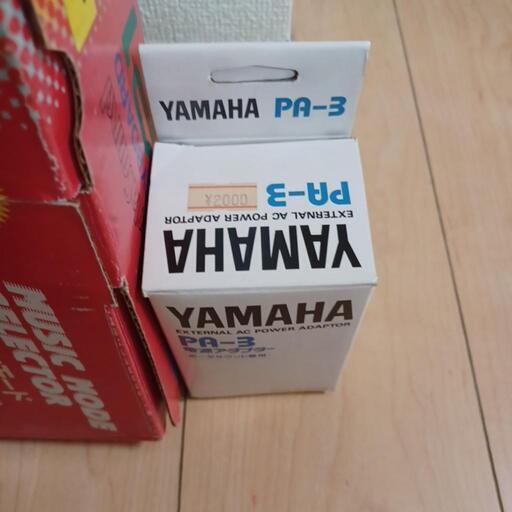 YAMAHA PA-3
¥2000
PA-3
EXTERNAL AC POWER ADAPTOR
YAMAHA
YAMAHA
EXTERNAL AC POWER ADAPTOR
PA-3
電源アダプター
MUSIC MODE
SELECTOR